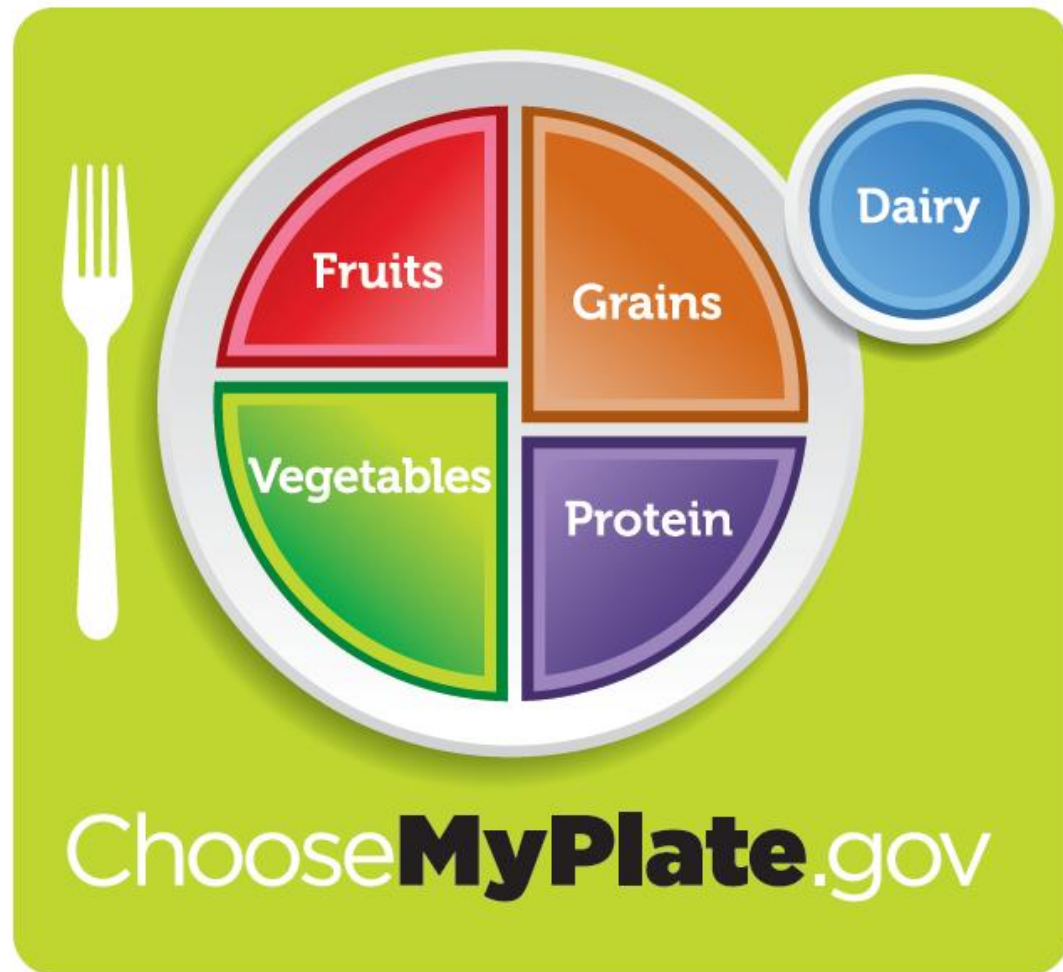 Fruits
Grains
Dairy
Vegetables
Protein
ChooseMyPlate.gov